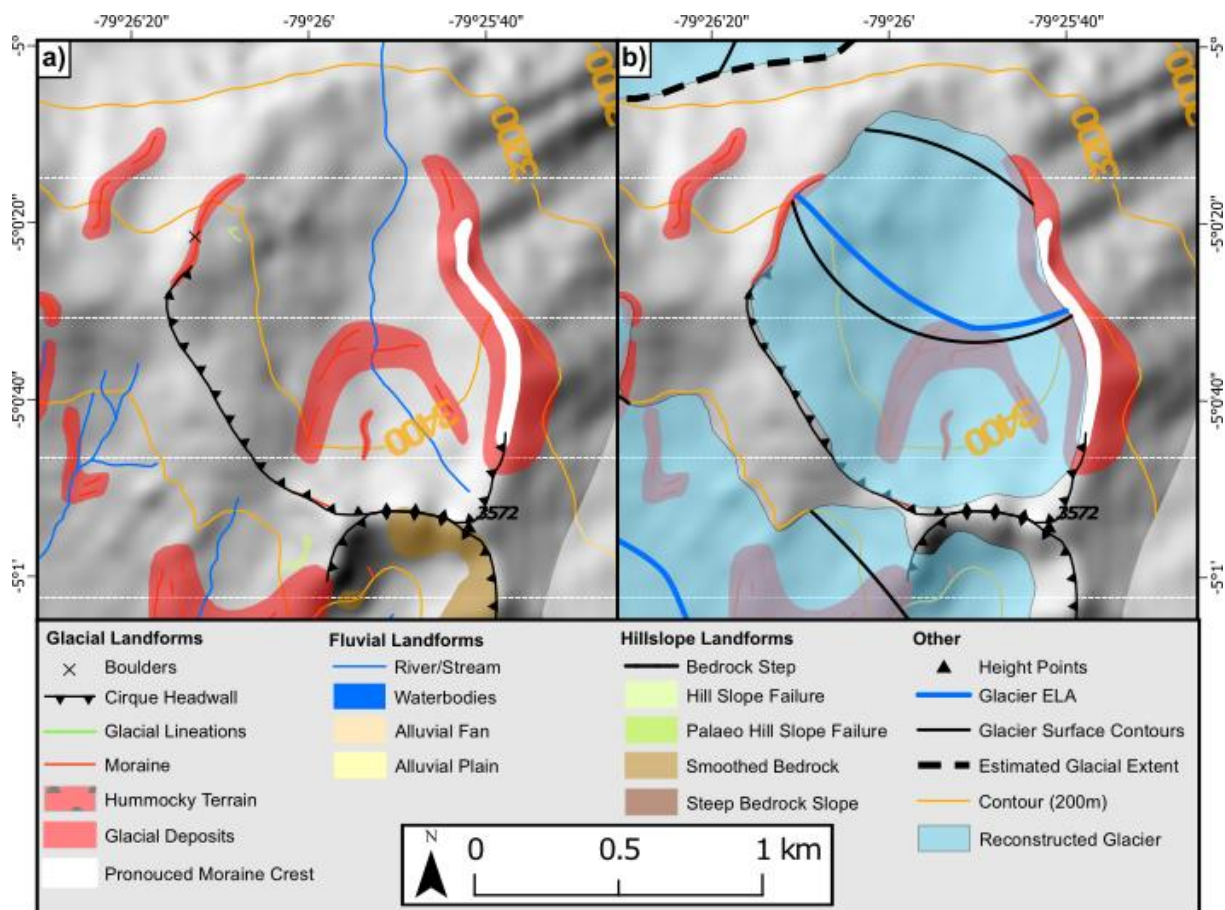 -79°26'20" -79°26' -79°25'40" -79°26'20" -79°26' -79°25'40"
a) b)
-5° -5°
3200 3200
-5°0'20" -5°0'20"
-5°0'40" -5°0'40"
3400 3400
3572 3572
-5°1' -5°1'
Glacial Landforms
Boulders
Cirque Headwall
Glacial Lineations
Moraine
Hummocky Terrain
Glacial Deposits
Pronouced Moraine Crest
Fluvial Landforms
River/Stream
Waterbodies
Alluvial Fan
Alluvial Plain
Hillslope Landforms
Bedrock Step
Hill Slope Failure
Palaeo Hill Slope Failure
Smoothed Bedrock
Steep Bedrock Slope
Other
Height Points
Glacier ELA
Glacier Surface Contours
Estimated Glacial Extent
Contour (200m)
Reconstructed Glacier
N
0 0.5 1 km